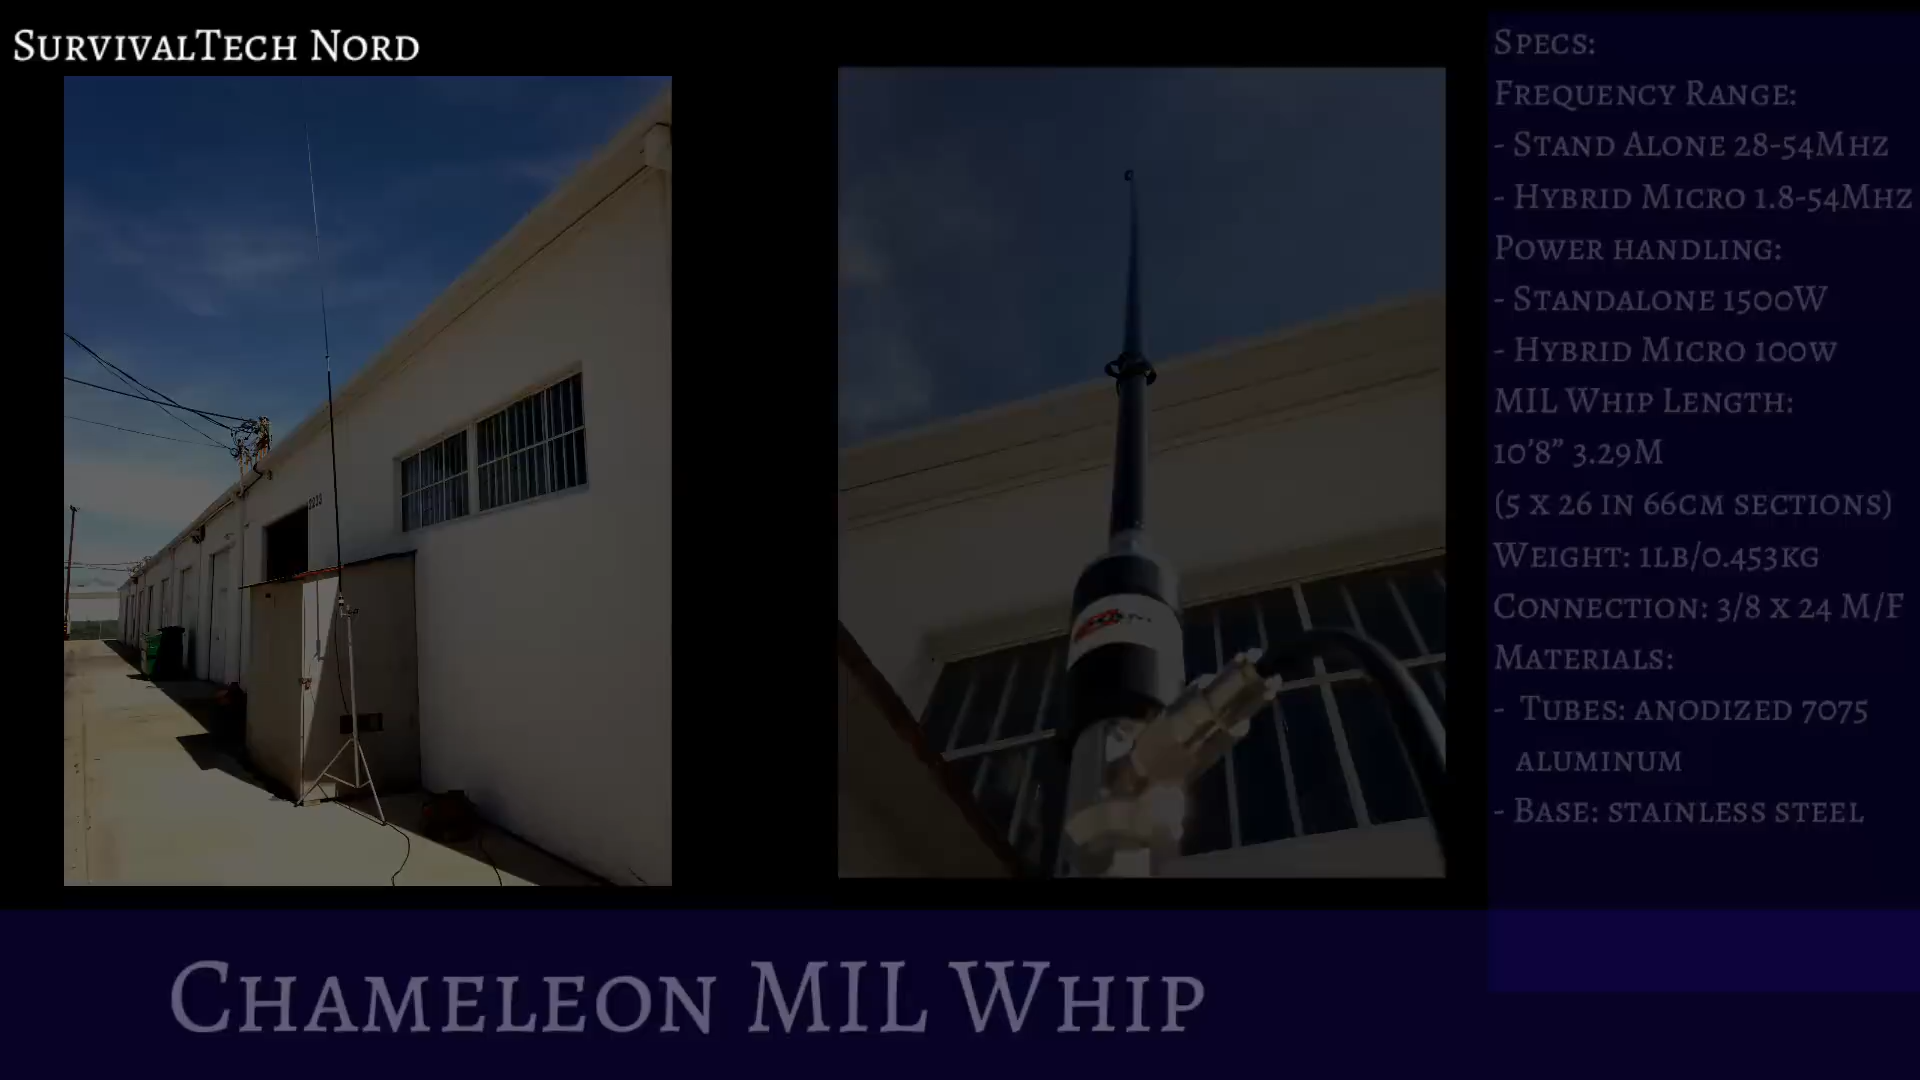 SurvivalTech Nord
Specs:
Frequency Range:
- Stand Alone 28-54Mhz
- Hybrid Micro 1.8-54Mhz
Power handling:
- Standalone 1500W
- Hybrid Micro 100w
MIL Whip Length:
10'8” 3.29M
(5 x 26 in 66cm sections)
Weight: 1lb/0.453kg
Connection: 3/8 x 24 M/F
Materials:
- Tubes: anodized 7075
aluminum
- Base: stainless steel
Chameleon MIL Whip